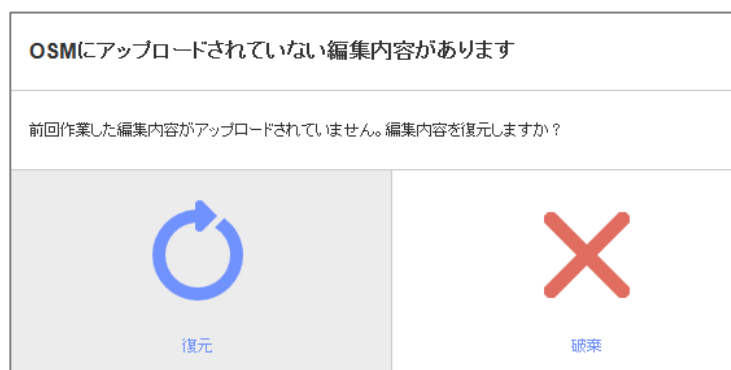 OSMにアップロードされていない編集内容があります
前回作業した編集内容がアップロードされていません。編集内容を復元しますか？
復元
破棄